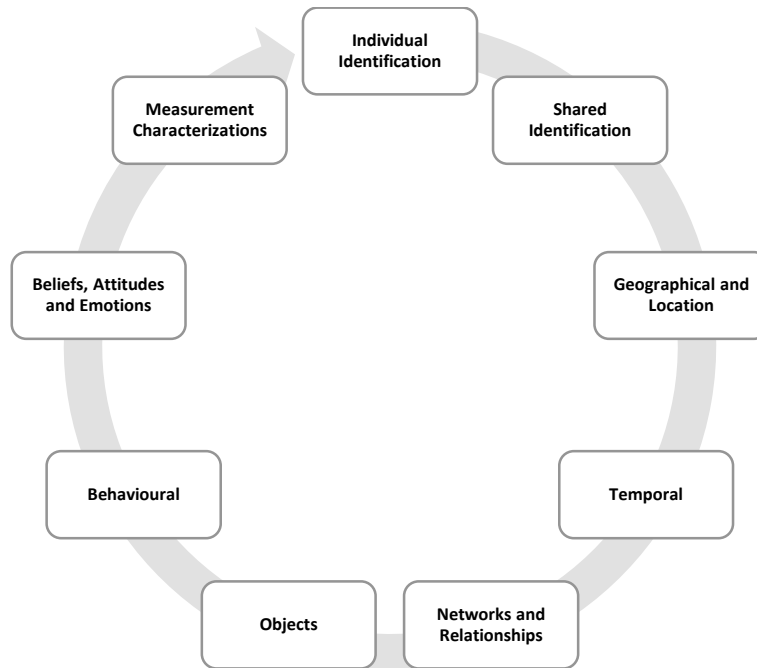 Individual
Identification
Shared
Identification
Geographical and
Location
Temporal
Networks and
Relationships
Objects
Behavioural
Beliefs, Attitudes
and Emotions
Measurement
Characterizations